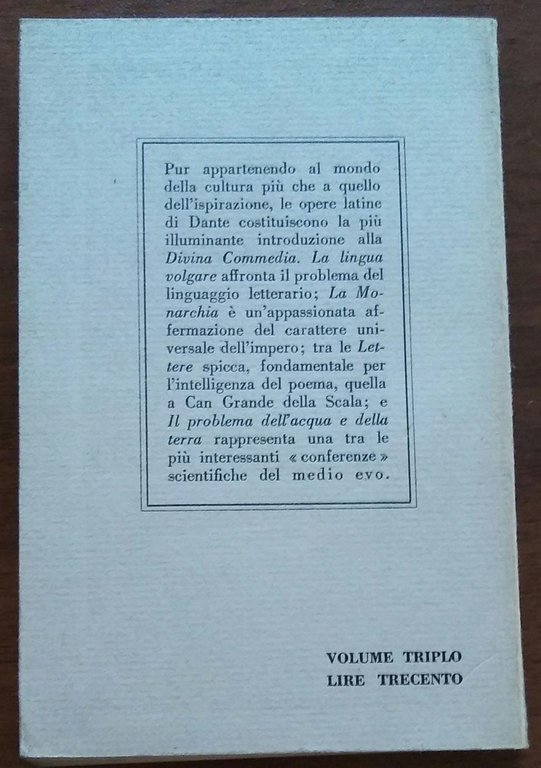 Pur appartenendo al mondo
della cultura più che a quello
dell'ispirazione, le opere latine
di Dante costituiscono la più
illuminante introduzione alla
Divina Commedia. La lingua
volgare affronta il problema del
linguaggio letterario; La Mo-
narchia è un'appassionata af-
fermazione del carattere uni-
versale dell'impero; tra le Let-
tere spicca, fondamentale per
l'intelligenza del poema, quella
a Can Grande della Scala; e
Il problema dell'acqua e della
terra rappresenta una tra le
più interessanti « conferenze »
scientifiche del medio evo.
VOLUME TRIPLO
LIRE TRECENTO